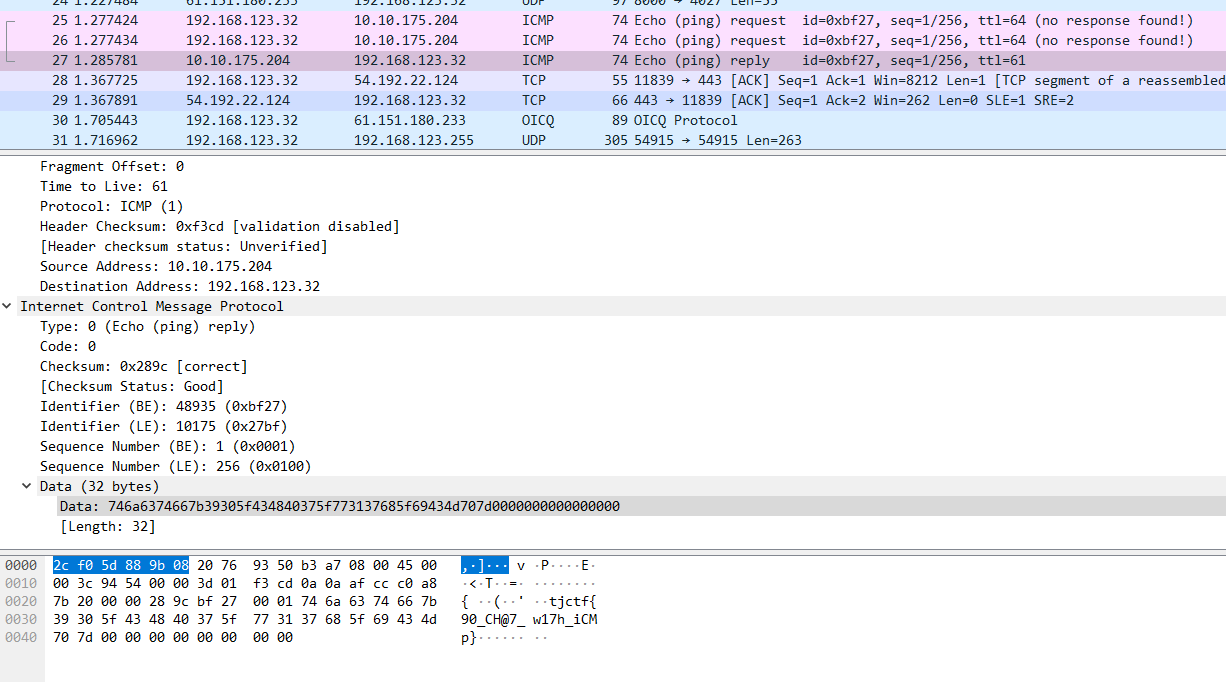 24 1.227484 61.151.180.233 192.168.123.32 UDP 97 8000 → 4027 Len=55
25 1.277424 192.168.123.32 10.10.175.204 ICMP 74 Echo (ping) request id=0xbf27, seq=1/256, ttl=64 (no response found!)
26 1.277434 192.168.123.32 10.10.175.204 ICMP 74 Echo (ping) request id=0xbf27, seq=1/256, ttl=64 (no response found!)
27 1.285781 10.10.175.204 192.168.123.32 ICMP 74 Echo (ping) reply id=0xbf27, seq=1/256, ttl=61
28 1.367725 192.168.123.32 54.192.22.124 TCP 55 11839 → 443 [ACK] Seq=1 Ack=1 Win=8212 Len=1 [TCP segment of a reassembled
29 1.367891 54.192.22.124 192.168.123.32 TCP 66 443 → 11839 [ACK] Seq=1 Ack=2 Win=262 Len=0 SLE=1 SRE=2
30 1.705443 192.168.123.32 61.151.180.233 OICQ 89 OICQ Protocol
31 1.716962 192.168.123.32 192.168.123.255 UDP 305 54915 → 54915 Len=263
Fragment Offset: 0
Time to Live: 61
Protocol: ICMP (1)
Header Checksum: 0xf3cd [validation disabled]
[Header checksum status: Unverified]
Source Address: 10.10.175.204
Destination Address: 192.168.123.32
Internet Control Message Protocol
Type: 0 (Echo (ping) reply)
Code: 0
Checksum: 0x289c [correct]
[Checksum Status: Good]
Identifier (BE): 48935 (0xbf27)
Identifier (LE): 10175 (0x27bf)
Sequence Number (BE): 1 (0x0001)
Sequence Number (LE): 256 (0x0100)
Data (32 bytes)
Data: 746a6374667b39305f434840375f773137685f69434d707d0000000000000000
[Length: 32]
0000 2c f0 5d 88 9b 08 20 76 93 50 b3 a7 08 00 45 00 ,·]··· v ·P····E·
0010 00 3c 94 54 00 00 3d 01 f3 cd 0a 0a af cc c0 a8 ·<·T··=· ········
0020 7b 20 00 00 28 9c bf 27 00 01 74 6a 63 74 66 7b { ··(··' ··tjctf{
0030 39 30 5f 43 48 40 37 5f 77 31 37 68 5f 69 43 4d 90_CH@7_ w17h_iCM
0040 70 7d 00 00 00 00 00 00 00 00 p}······ ··